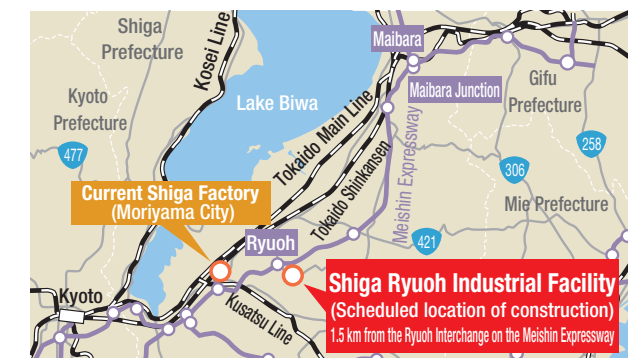 Shiga
Prefecture
Kosei Line
Maibara
Kyoto
Prefecture
Lake Biwa
Maibara Junction
Gifu
Prefecture
Tokaido Main Line
477
258
Meishin Expressway
306
Current Shiga Factory
(Moriyama City)
Tokaido Shinkansen
Mie Prefecture
Ryuoh
421
Shiga Ryuoh Industrial Facility
(Scheduled location of construction)
1.5 km from the Ryuoh Interchange on the Meishin Expressway
Kyoto
Kusatsu Line